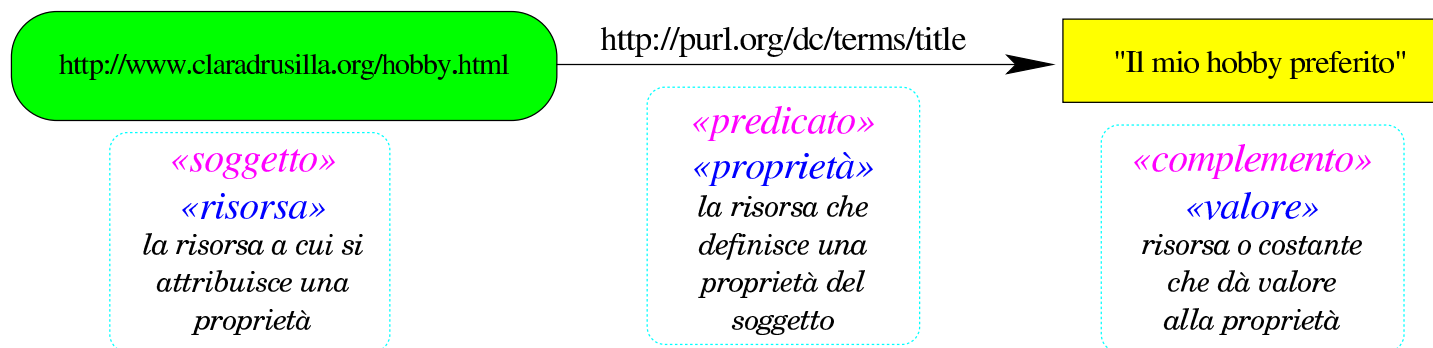 http://www.claradrusilla.org/hobby.html
http://purl.org/dc/terms/title
"Il mio hobby preferito"
«soggetto»
«risorsa»
la risorsa a cui si
attribuisce una
proprietà
«predicato»
«proprietà»
la risorsa che
definisce una
proprietà del
soggetto
«complemento»
«valore»
risorsa o costante
che dà valore
alla proprietà